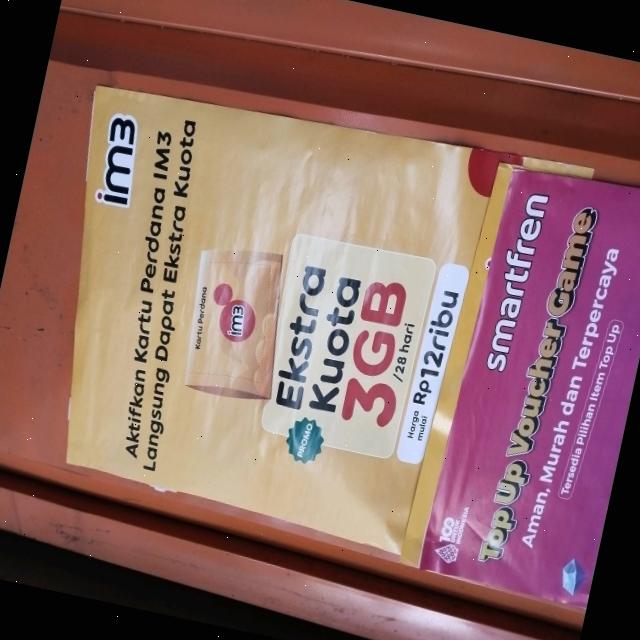 im3
Aktifkan Kartu Perdana IM3
Langsung Dapat Ekstra Kuota
Kartu Perdana
im3
PROMO
Ekstra
Kuota
3GB
/28 hari
Harga
mulai
Rp12ribu
smartfren
Top Up Voucher Game
Aman, Murah dan Terpercaya
Tersedia Pilihan Item Top Up
100